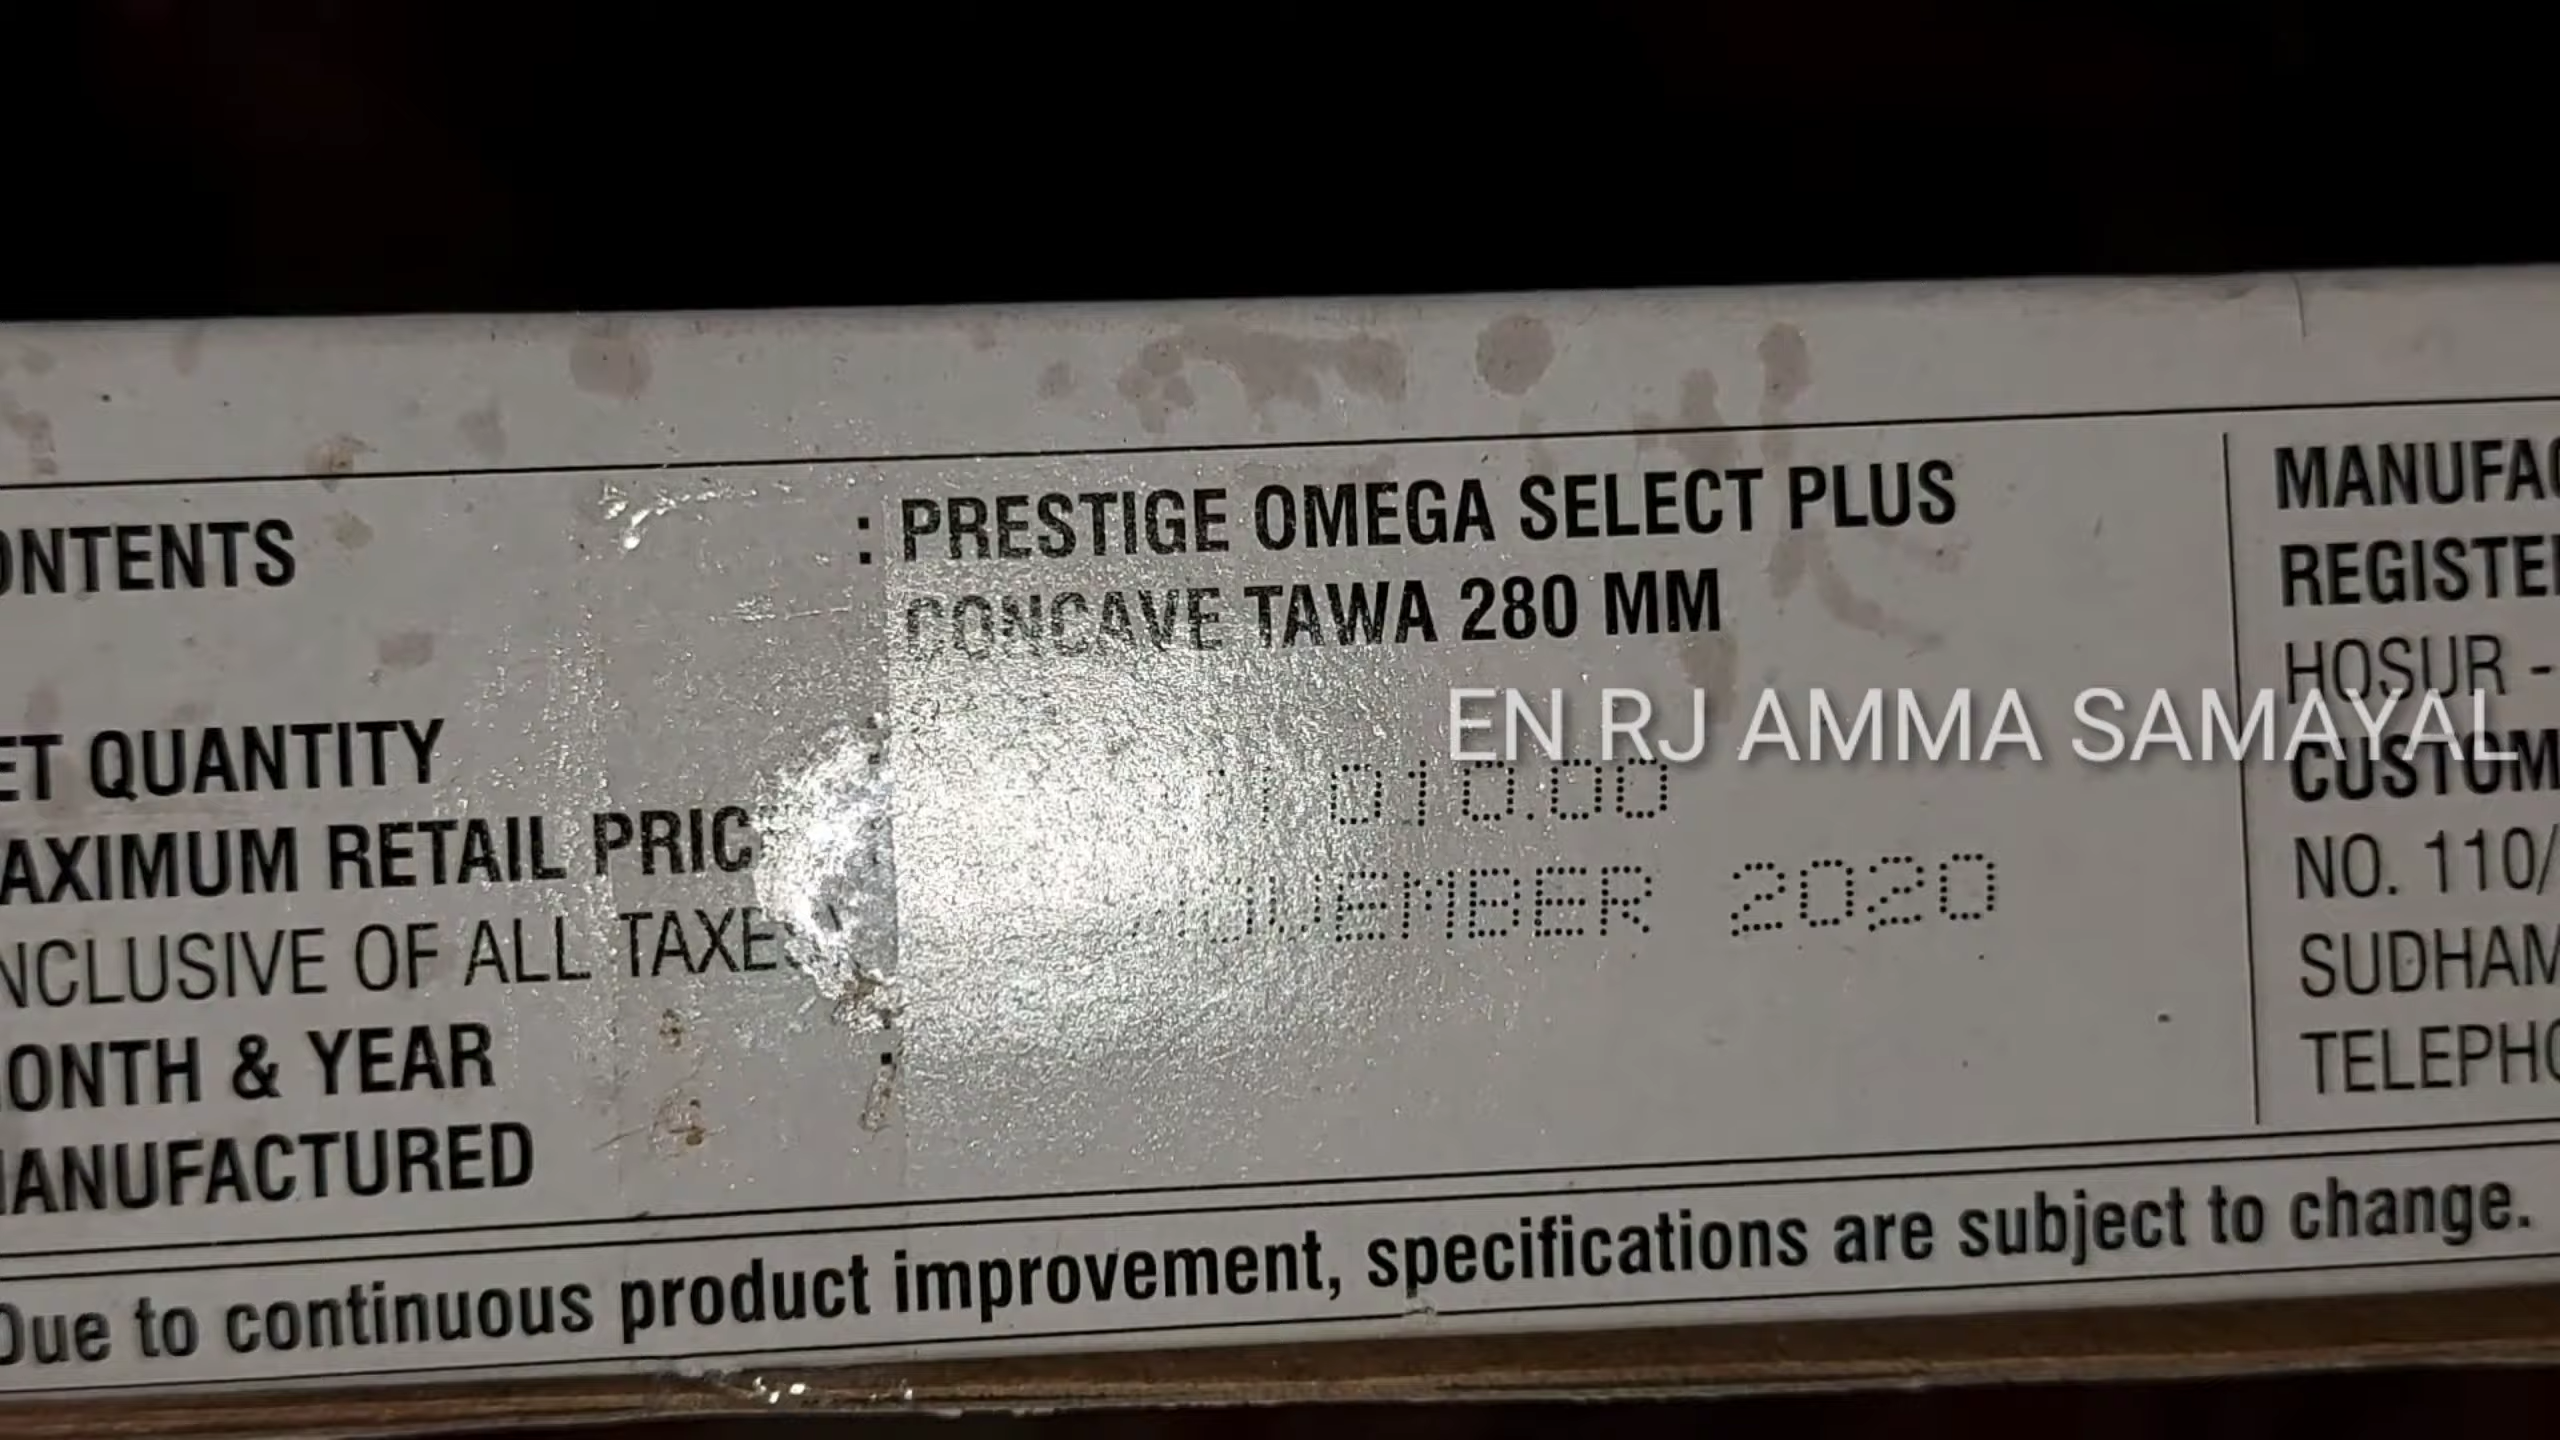 ONTENTS : PRESTIGE OMEGA SELECT PLUS
CONCAVE TAWA 280 MM
ET QUANTITY
AXIMUM RETAIL PRIC
NCLUSIVE OF ALL TAXES
ONTH & YEAR :
ANUFACTURED
1010.00
NOVEMBER 2020
EN RJ AMMA SAMAYAL
MANUFAC
REGISTE
HOSUR -
CUSTOM
NO. 110/
SUDHAM
TELEPHO
Due to continuous product improvement, specifications are subject to change.